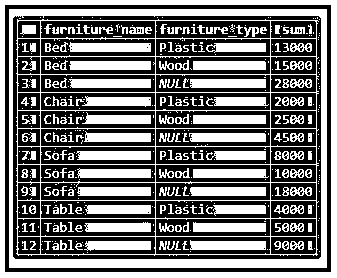 furniture_name furniture_type (sum)
1 Bed Plastic 13000
2 Bed Wood 15000
3 Bed NULL 28000
4 Chair Plastic 2000
5 Chair Wood 2500
6 Chair NULL 4500
7 Sofa Plastic 8000
8 Sofa Wood 10000
9 Sofa NULL 18000
10 Table Plastic 4000
11 Table Wood 5000
12 Table NULL 9000